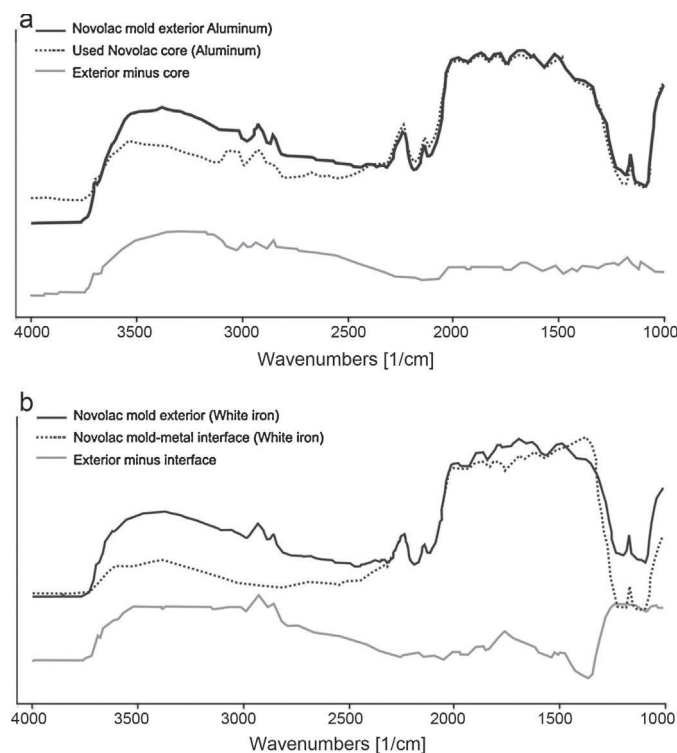 a
Novolac mold exterior Aluminum)
Used Novolac core (Aluminum)
Exterior minus core
4000 3500 3000 2500 2000 1500 1000
Wavenumbers [1/cm]
b
Novolac mold exterior (White iron)
Novolac mold-metal interface (White iron)
Exterior minus interface
4000 3500 3000 2500 2000 1500 1000
Wavenumbers [1/cm]